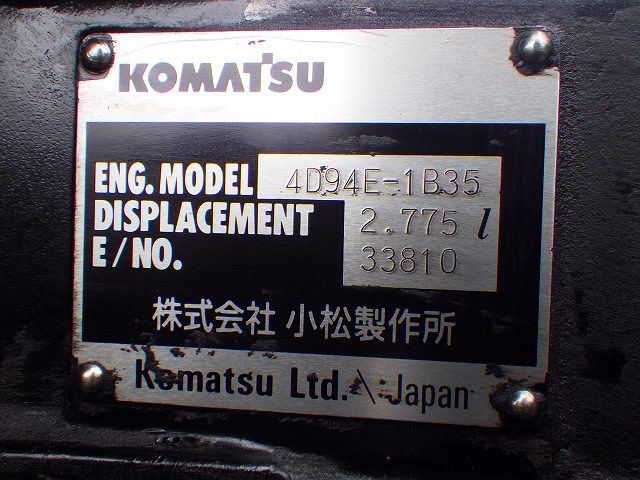 KOMATSU
ENG. MODEL 4D94E-1B35
DISPLACEMENT 2.775 l
E/NO. 33810
株式会社 小松製作所
Komatsu Ltd. Japan